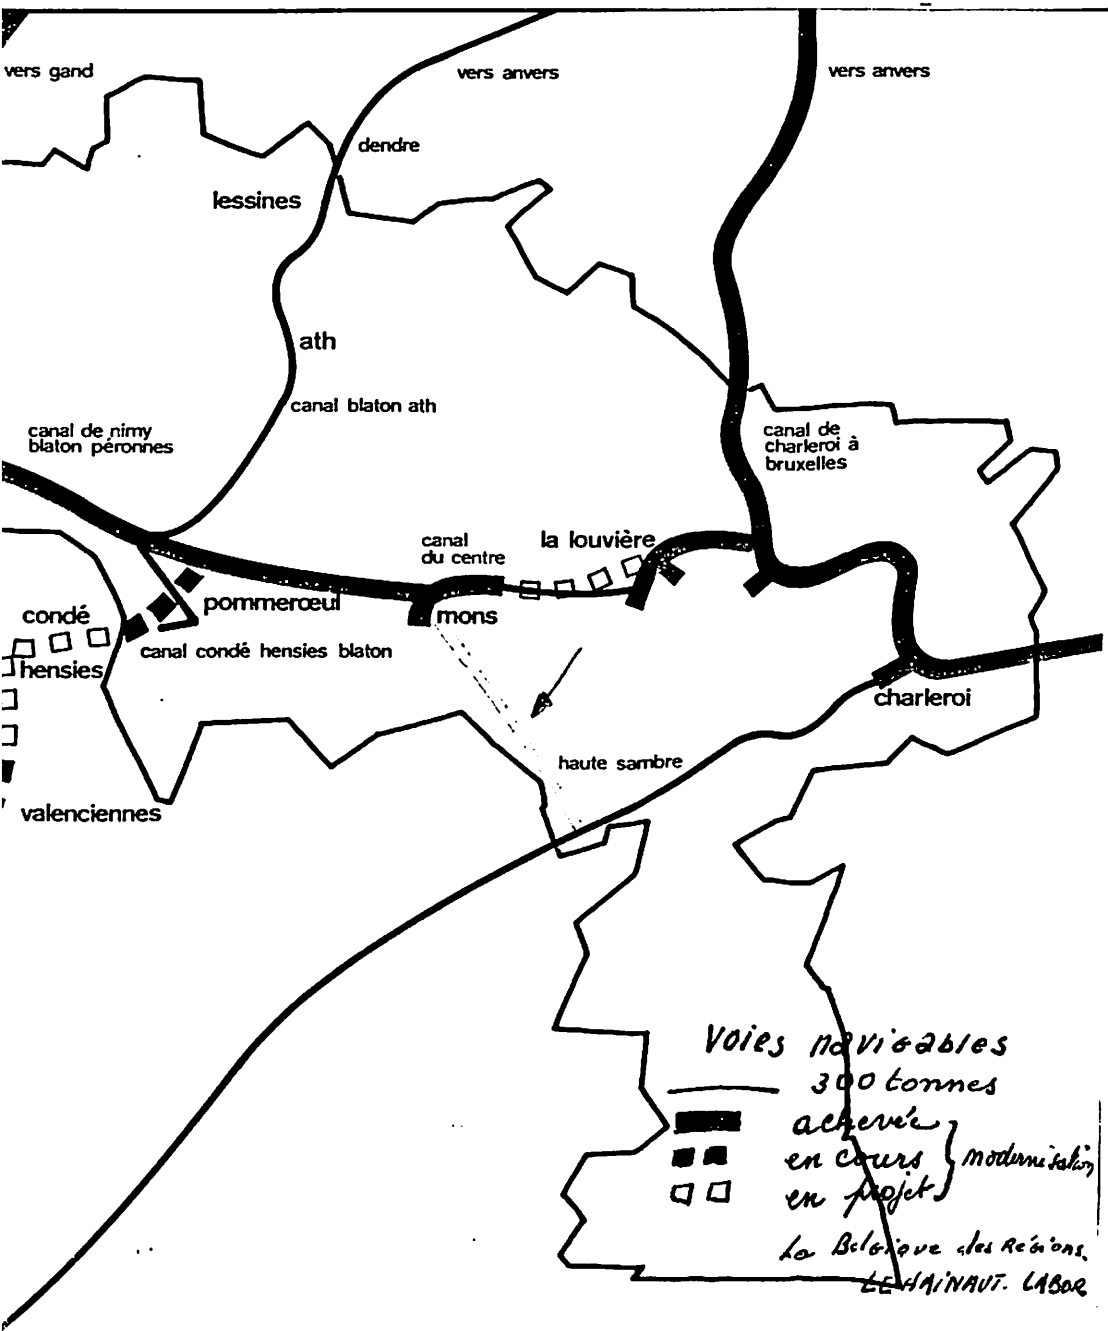 vers gand
vers anvers
vers anvers
dendre
lessines
ath
canal blaton ath
canal de nimy
blaton péronnes
canal de
charleroi à
bruxelles
canal
du centre
la louvière
condé
pommerœul
mons
hensies
canal condé hensies blaton
charleroi
haute sambre
valenciennes
Voies navigables
300 tonnes
achevée
en cours
modernisation
en projet
La Belgique des Régions.
LE HAINAUT. LABOR